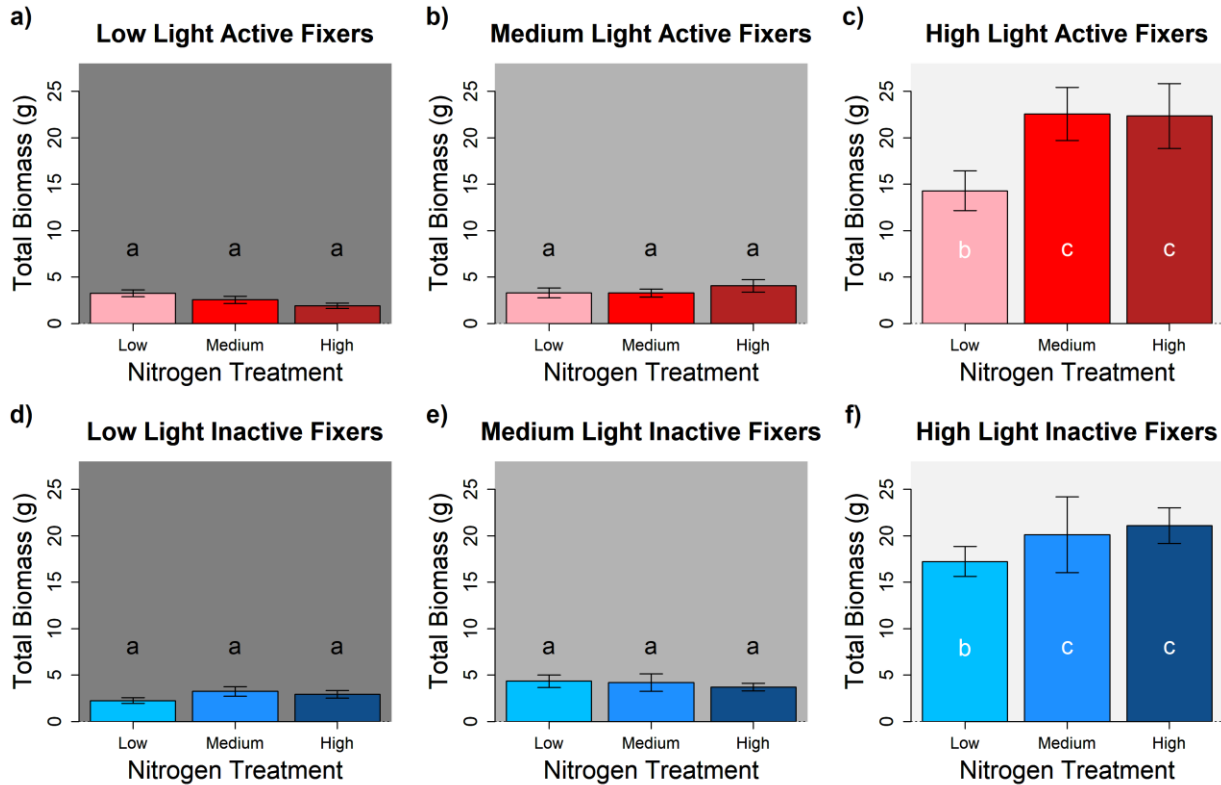 a)
Low Light Active Fixers
Total Biomass (g)
25
20
15
10
5
0
a a a
Low Medium High
Nitrogen Treatment
b)
Medium Light Active Fixers
Total Biomass (g)
25
20
15
10
5
0
a a a
Low Medium High
Nitrogen Treatment
c)
High Light Active Fixers
Total Biomass (g)
25
20
15
10
5
0
b c c
Low Medium High
Nitrogen Treatment
d)
Low Light Inactive Fixers
Total Biomass (g)
25
20
15
10
5
0
a a a
Low Medium High
Nitrogen Treatment
e)
Medium Light Inactive Fixers
Total Biomass (g)
25
20
15
10
5
0
a a a
Low Medium High
Nitrogen Treatment
f)
High Light Inactive Fixers
Total Biomass (g)
25
20
15
10
5
0
b c c
Low Medium High
Nitrogen Treatment